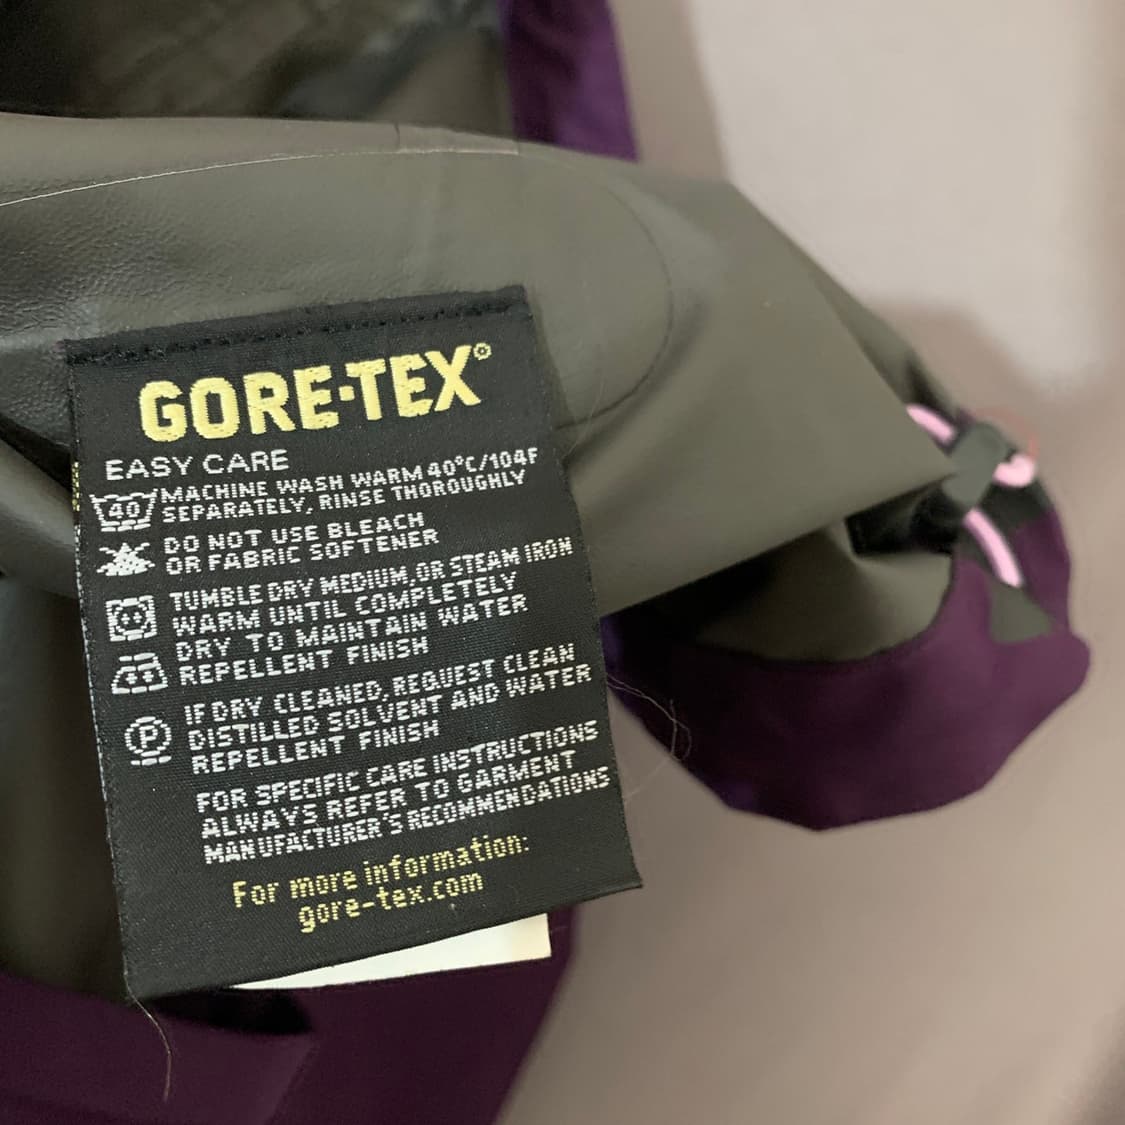 GORE-TEX®
EASY CARE
40 MACHINE WASH WARM 40°C/104F
SEPARATELY, RINSE THOROUGHLY
DO NOT USE BLEACH
OR FABRIC SOFTENER
TUMBLE DRY MEDIUM, OR STEAM IRON
WARM UNTIL COMPLETELY
DRY TO MAINTAIN WATER
REPELLENT FINISH
IF DRY CLEANED, REQUEST CLEAN
P DISTILLED SOLVENT AND WATER
REPELLENT FINISH
FOR SPECIFIC CARE INSTRUCTIONS
ALWAYS REFER TO GARMENT
MANUFACTURER'S RECOMMENDATIONS
For more information:
gore-tex.com